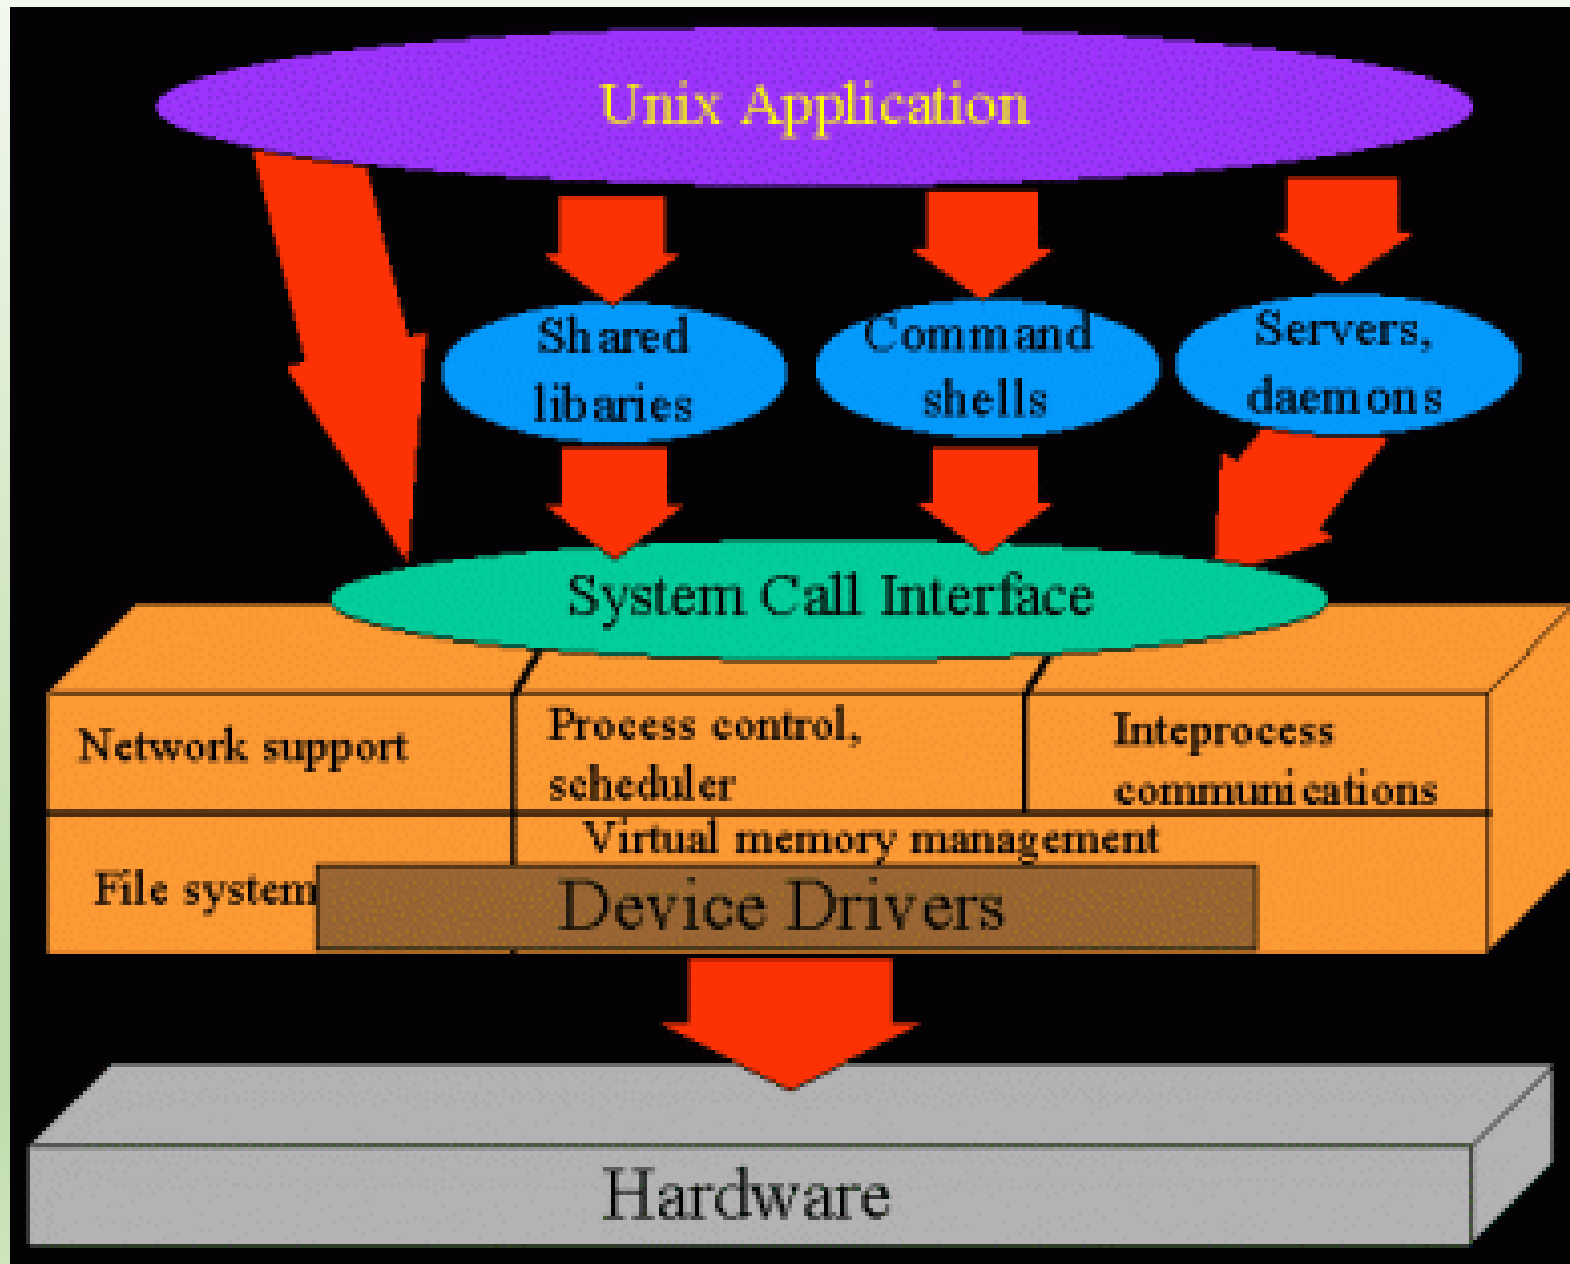 Unix Application
Shared
libaries
Command
shells
Servers,
daemons
System Call Interface
Network support
Process control,
scheduler
Inteprocess
communications
Virtual memory management
File system
Device Drivers
Hardware